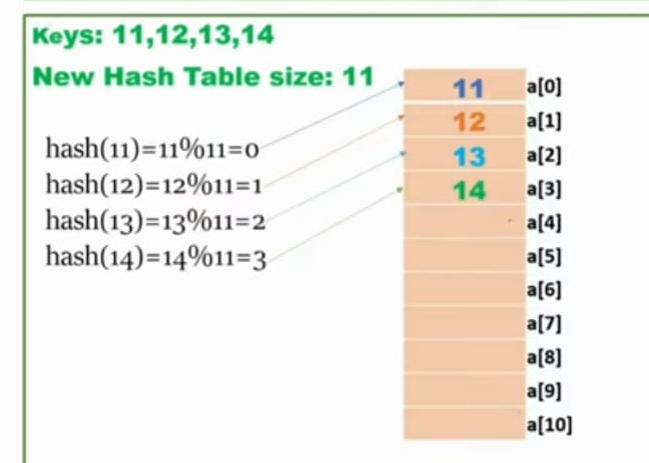 Keys: 11,12,13,14
New Hash Table size: 11
hash(11)=11%11=0
hash(12)=12%11=1
hash(13)=13%11=2
hash(14)=14%11=3
11 a[0]
12 a[1]
13 a[2]
14 a[3]
a[4]
a[5]
a[6]
a[7]
a[8]
a[9]
a[10]